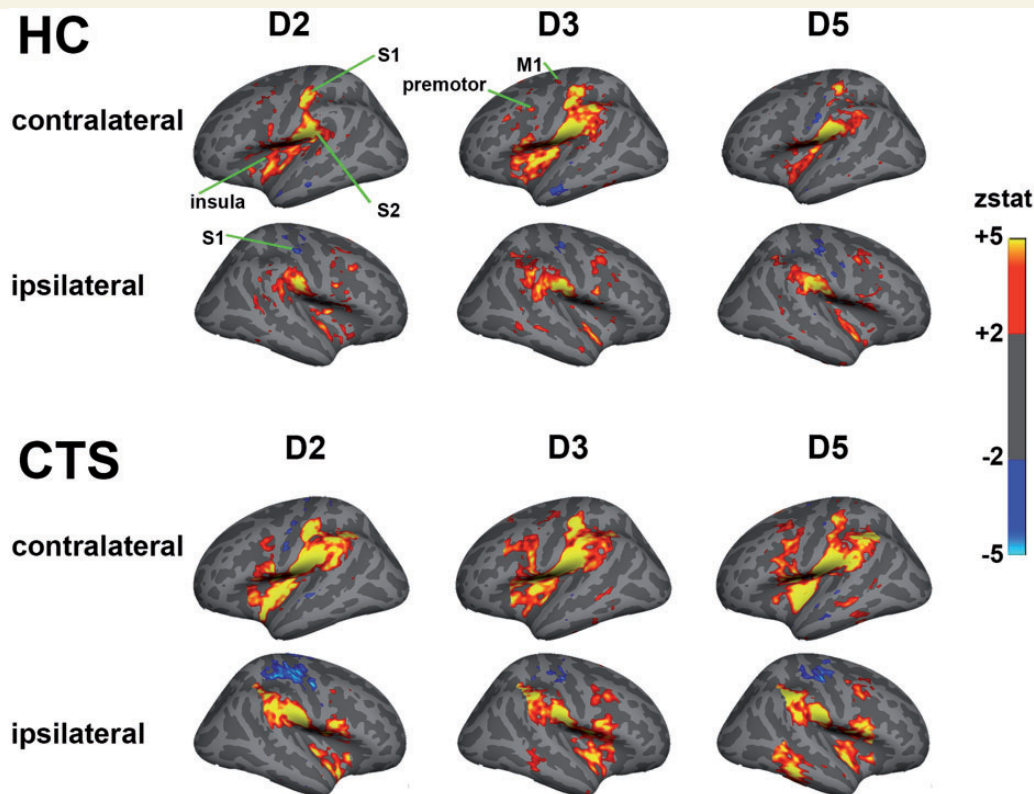 HC
D2
D3
D5
S1
M1
premotor
contralateral
insula
S2
zstat
S1
+5
ipsilateral
+2
CTS
D2
D3
D5
-2
contralateral
-5
ipsilateral